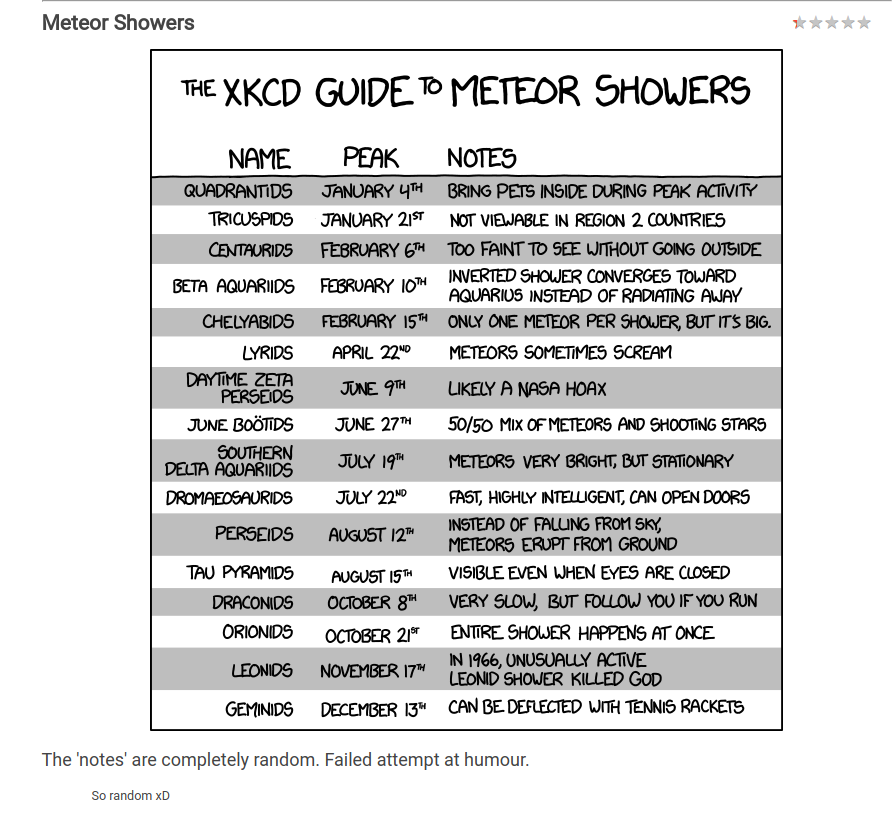 Meteor Showers
THE XKCD GUIDE TO METEOR SHOWERS
NAME PEAK NOTES
QUADRANTIDS JANUARY 4TH BRING PETS INSIDE DURING PEAK ACTIVITY
TRICUSPIDS JANUARY 21ST NOT VIEWABLE IN REGION 2 COUNTRIES
CENTAURIDS FEBRUARY 6TH TOO FAINT TO SEE WITHOUT GOING OUTSIDE
BETA AQUARIIDS FEBRUARY 10TH INVERTED SHOWER CONVERGES TOWARD
AQUARIUS INSTEAD OF RADIATING AWAY
CHELYABIDS FEBRUARY 15TH ONLY ONE METEOR PER SHOWER, BUT IT'S BIG.
LYRIDS APRIL 22ND METEORS SOMETIMES SCREAM
DAYTIME ZETA
PERSEIDS JUNE 9TH LIKELY A NASA HOAX
JUNE BOÖTIDS JUNE 27TH 50/50 MIX OF METEORS AND SHOOTING STARS
SOUTHERN
DELTA AQUARIIDS JULY 19TH METEORS VERY BRIGHT, BUT STATIONARY
DROMAEOSAURIDS JULY 22ND FAST, HIGHLY INTELLIGENT, CAN OPEN DOORS
PERSEIDS AUGUST 12TH INSTEAD OF FALLING FROM SKY,
METEORS ERUPT FROM GROUND
TAU PYRAMIDS AUGUST 15TH VISIBLE EVEN WHEN EYES ARE CLOSED
DRACONIDS OCTOBER 8TH VERY SLOW, BUT FOLLOW YOU IF YOU RUN
ORIONIDS OCTOBER 21ST ENTIRE SHOWER HAPPENS AT ONCE
LEONIDS NOVEMBER 17TH IN 1966, UNUSUALLY ACTIVE
LEONID SHOWER KILLED GOD
GEMINIDS DECEMBER 13TH CAN BE DEFLECTED WITH TENNIS RACKETS
The 'notes' are completely random. Failed attempt at humour.
So random xD